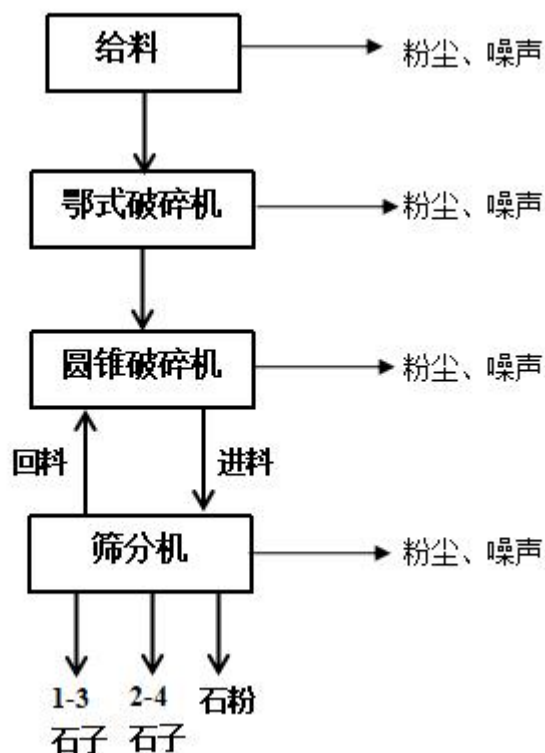 给料
粉尘、噪声
鄂式破碎机
粉尘、噪声
圆锥破碎机
粉尘、噪声
回料
进料
筛分机
粉尘、噪声
1-3
石子
2-4
石子
石粉